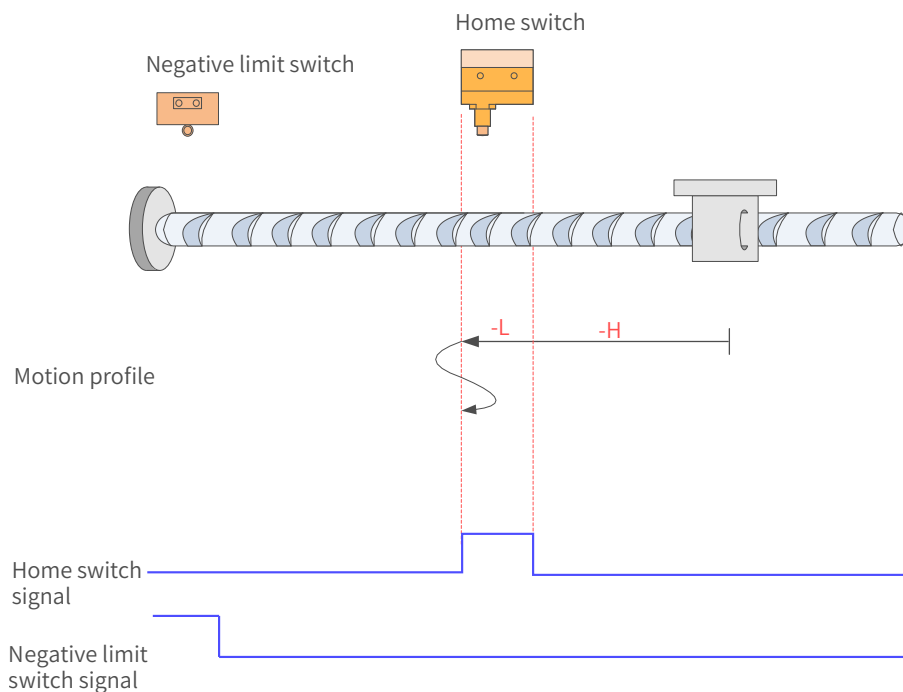 Home switch
Negative limit switch
-L
-H
Motion profile
Home switch
signal
Negative limit
switch signal